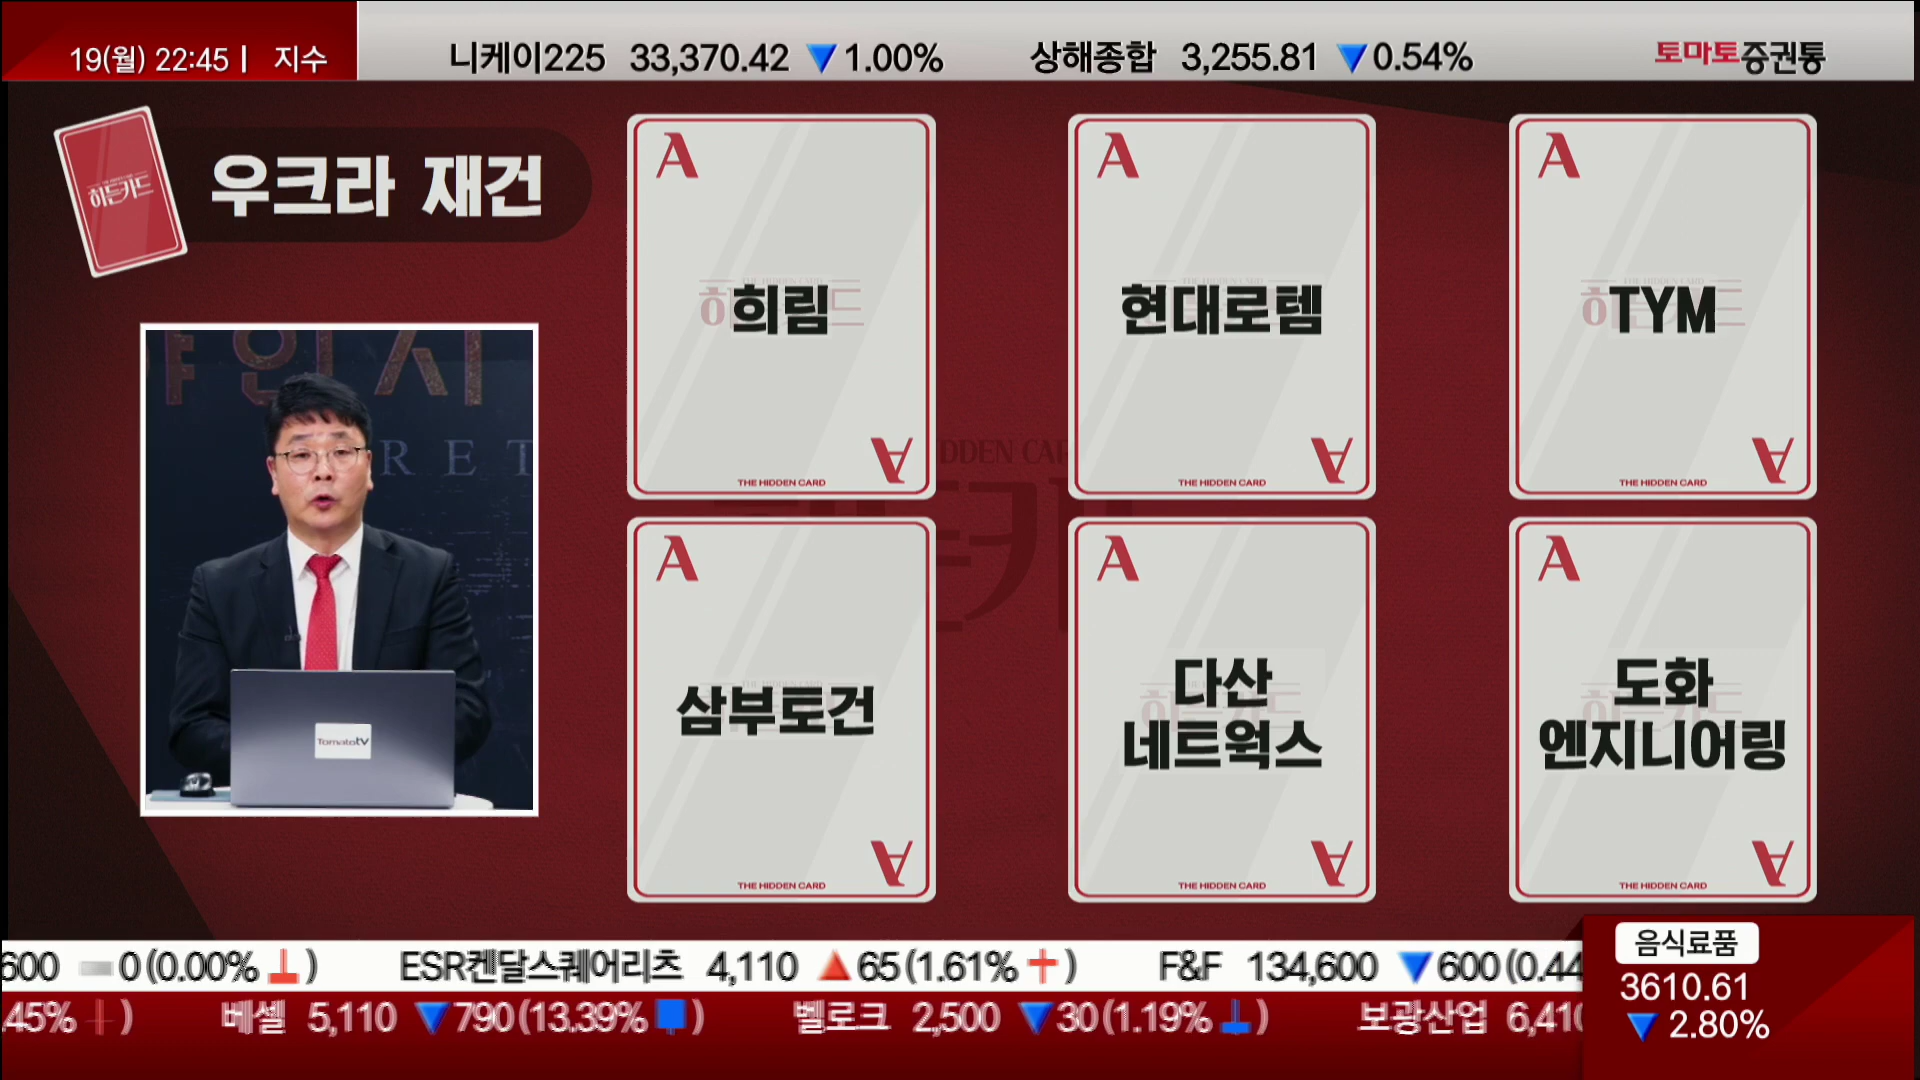 19(월) 22:45 | 지수
니케이225 33,370.42 ▼1.00% 상해종합 3,255.81 ▼0.54%
토마토증권통
히든카드
우크라 재건
RET
TomatoTV
A
희림
A
THE HIDDEN CARD
A
현대로템
A
THE HIDDEN CARD
A
TYM
A
THE HIDDEN CARD
A
삼부토건
A
THE HIDDEN CARD
A
다산
네트웍스
A
THE HIDDEN CARD
A
도화
엔지니어링
A
THE HIDDEN CARD
600 0(0.00%) ESR켄달스퀘어리츠 4,110 ▲65(1.61%) F&F 134,600 ▼600(0.44
.45%) 베셀 5,110 ▼790(13.39%) 벨로크 2,500 ▼30(1.19%) 보광산업 6,410
음식료품
3610.61
▼ 2.80%